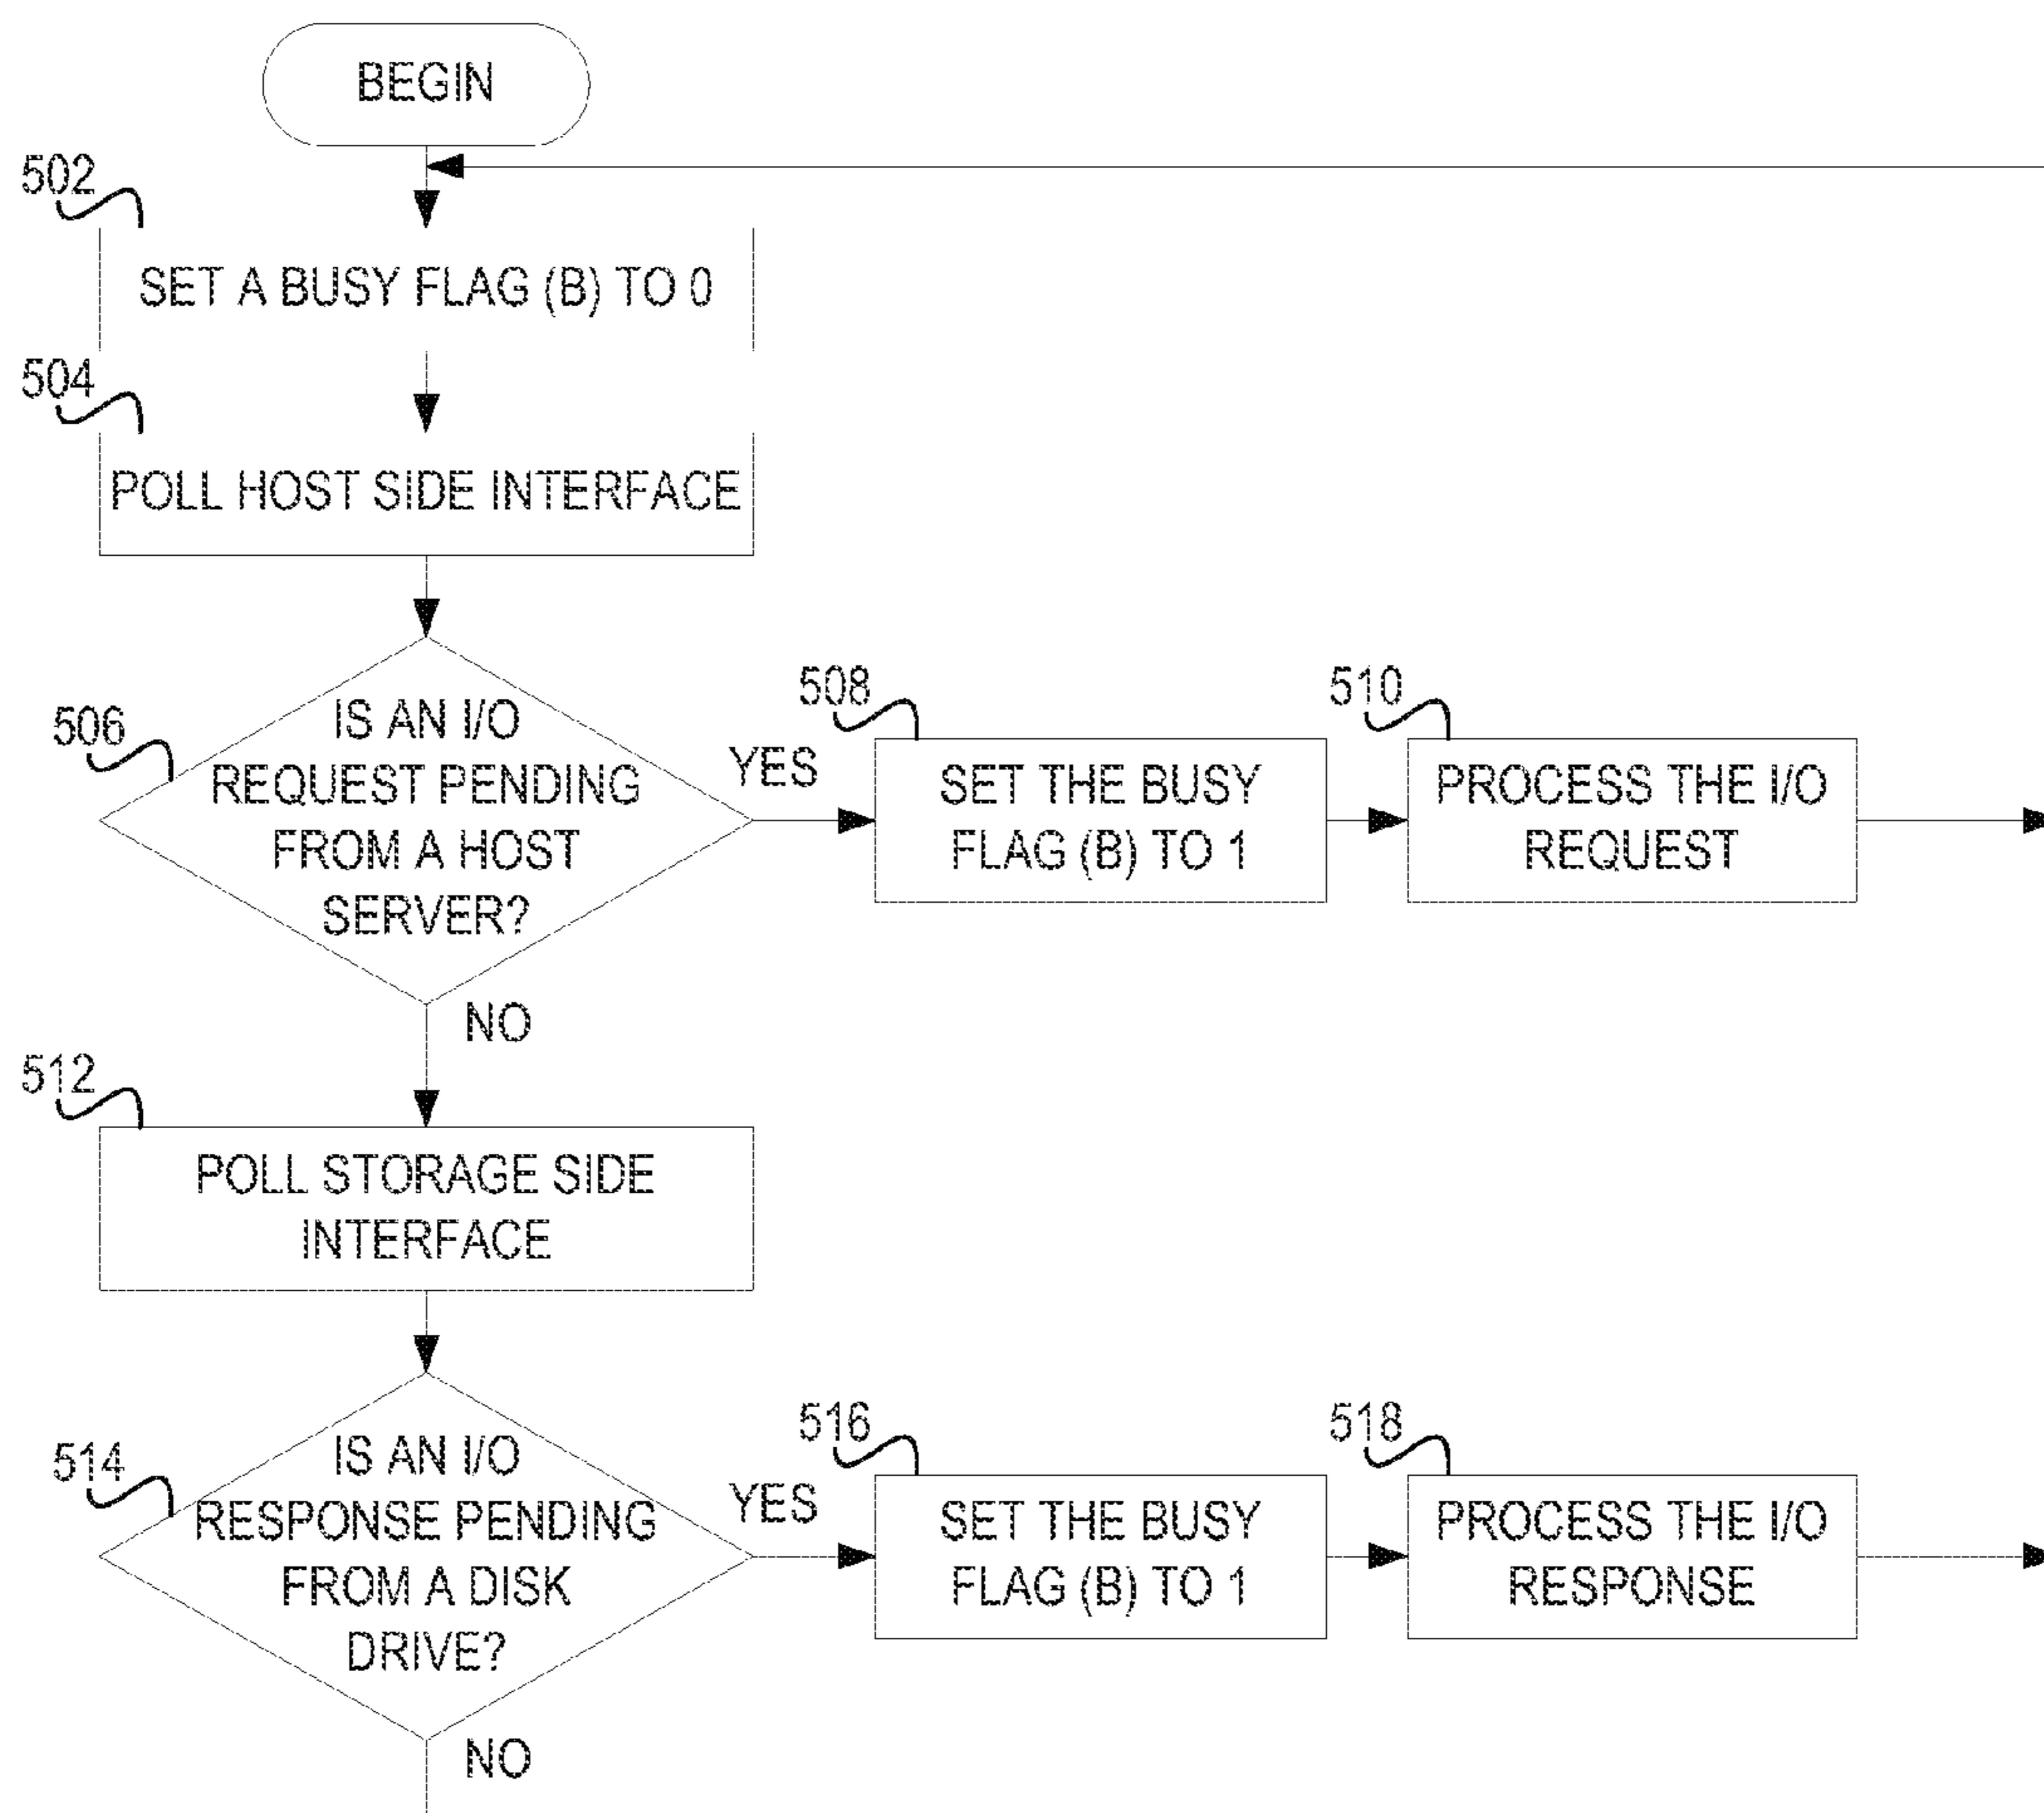 BEGIN
502
SET A BUSY FLAG (B) TO 0
504
POLL HOST SIDE INTERFACE
506
IS AN I/O
REQUEST PENDING
FROM A HOST
SERVER?
YES
508
SET THE BUSY
FLAG (B) TO 1
510
PROCESS THE I/O
REQUEST
NO
512
POLL STORAGE SIDE
INTERFACE
514
IS AN I/O
RESPONSE PENDING
FROM A DISK
DRIVE?
YES
516
SET THE BUSY
FLAG (B) TO 1
518
PROCESS THE I/O
RESPONSE
NO